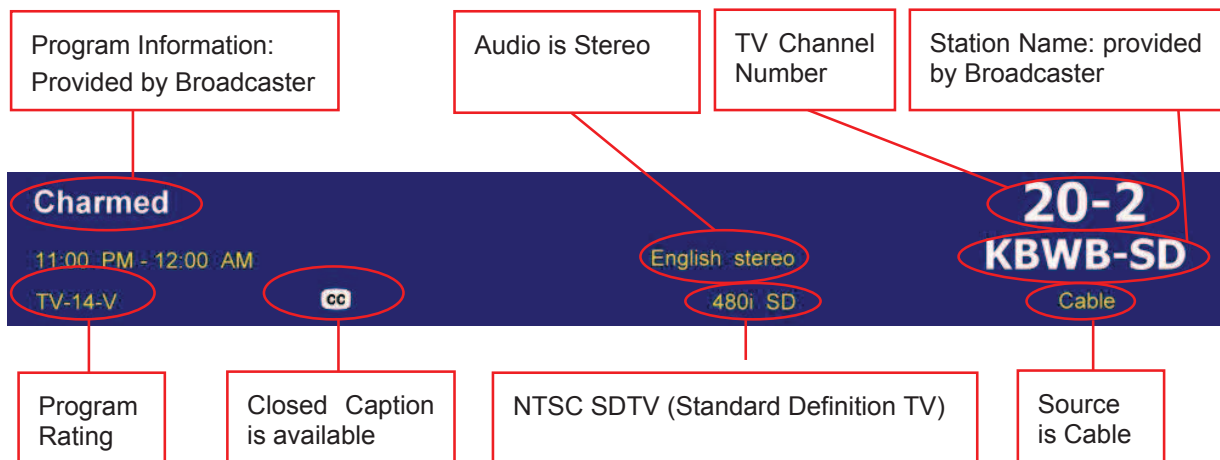 Program Information:
Provided by Broadcaster
Audio is Stereo
TV Channel
Number
Station Name: provided
by Broadcaster
Charmed
20-2
11:00 PM - 12:00 AM
English stereo
KBWB-SD
TV-14-V
cc
480i SD
Cable
Program
Rating
Closed Caption
is available
NTSC SDTV (Standard Definition TV)
Source
is Cable